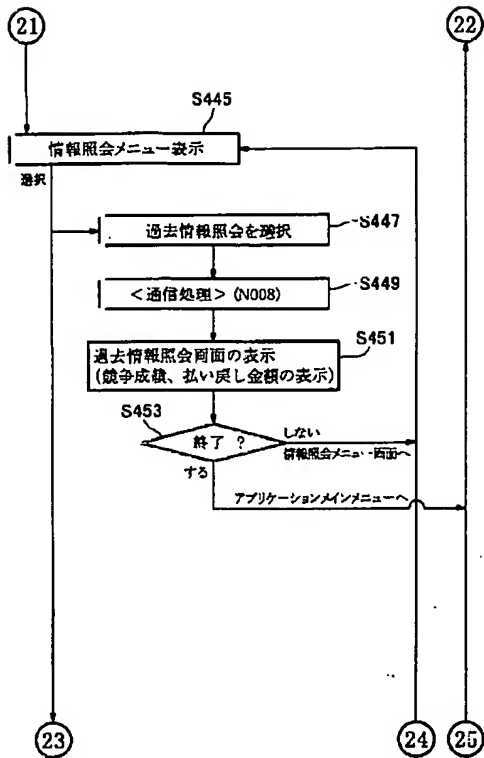 21
22
S445
情報照会メニュー表示
選択
過去情報照会を選択
S447
<通信処理> (N008)
S449
過去情報照会画面の表示
(競争成績、払い戻し金額の表示)
S451
S453
終了 ?
しない
情報照会メニュー画面へ
する
アプリケーションメインメニューへ
23
24
25